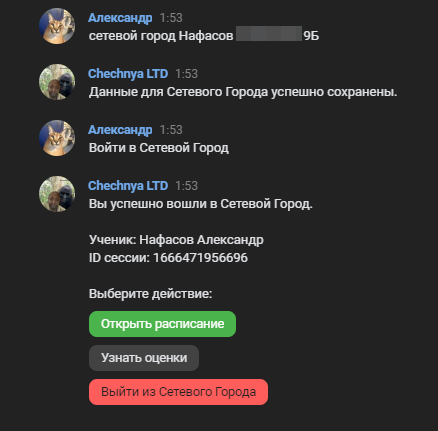 Александр 1:53
сетевой город Нафасов 9Б
Chechnya LTD 1:53
Данные для Сетевого Города успешно сохранены.
Александр 1:53
Войти в Сетевой Город
Chechnya LTD 1:53
Вы успешно вошли в Сетевой Город.
Ученик: Нафасов Александр
ID сессии: 1666471956696
Выберите действие:
Открыть расписание
Узнать оценки
Выйти из Сетевого Города